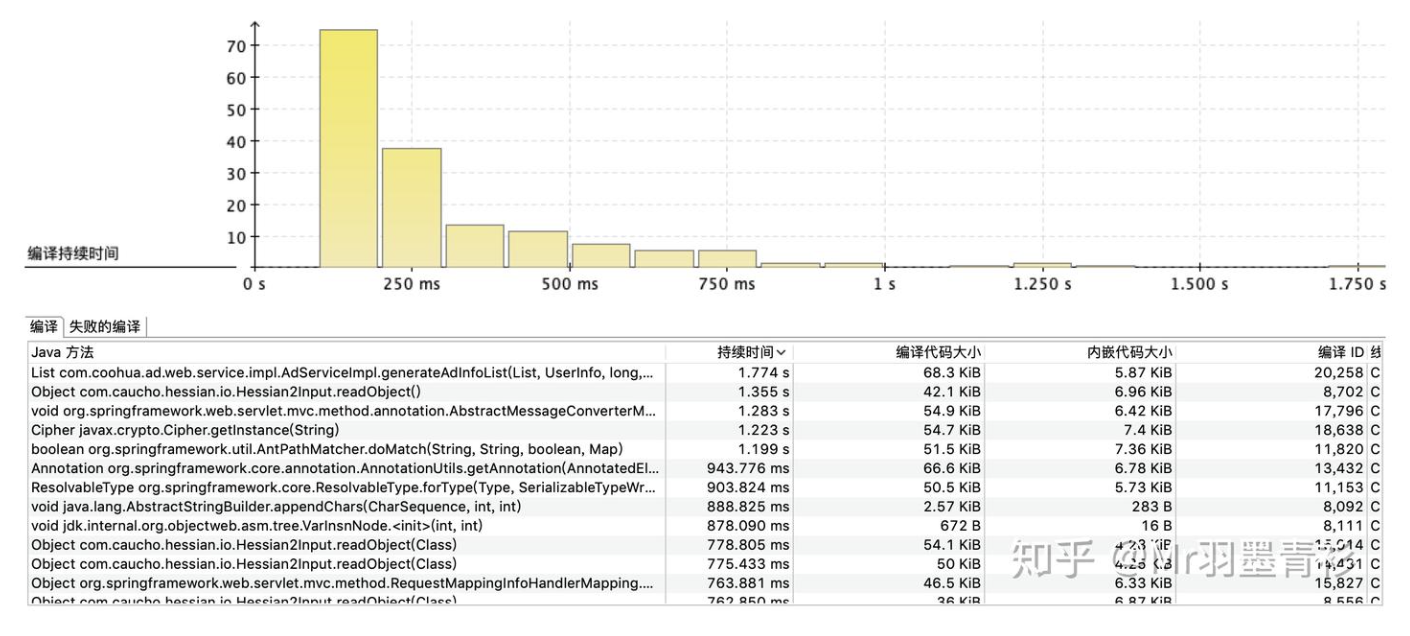 70
60
50
40
30
20
10
编译持续时间
0 s 250 ms 500 ms 750 ms 1 s 1.250 s 1.500 s 1.750 s
编译 失败的编译
Java 方法 持续时间 编译代码大小 内嵌代码大小 编译 ID 线
List com.coohua.ad.web.service.impl.AdServiceImpl.generateAdInfoList(List, UserInfo, long,... 1.774 s 68.3 KiB 5.87 KiB 20,258 C
Object com.caucho.hessian.io.Hessian2Input.readObject() 1.355 s 42.1 KiB 6.96 KiB 8,702 C
void org.springframework.web.servlet.mvc.method.annotation.AbstractMessageConverterM... 1.283 s 54.9 KiB 6.42 KiB 17,796 C
Cipher javax.crypto.Cipher.getInstance(String) 1.223 s 54.7 KiB 7.4 KiB 18,638 C
boolean org.springframework.util.AntPathMatcher.doMatch(String, String, boolean, Map) 1.199 s 51.5 KiB 7.36 KiB 11,820 C
Annotation org.springframework.core.annotation.AnnotationUtils.getAnnotation(AnnotatedEl... 943.776 ms 66.6 KiB 6.78 KiB 13,432 C
ResolvableType org.springframework.core.ResolvableType.forType(Type, SerializableTypeWr... 903.824 ms 50.5 KiB 5.73 KiB 11,153 C
void java.lang.AbstractStringBuilder.appendChars(CharSequence, int, int) 888.825 ms 2.57 KiB 283 B 8,092 C
void jdk.internal.org.objectweb.asm.tree.VarInsnNode.<init>(int, int) 878.090 ms 672 B 16 B 8,111 C
Object com.caucho.hessian.io.Hessian2Input.readObject(Class) 778.805 ms 54.1 KiB C
Object com.caucho.hessian.io.Hessian2Input.readObject(Class) 775.433 ms 50 KiB C
Object org.springframework.web.servlet.mvc.method.RequestMappingInfoHandlerMapping.... 763.881 ms 46.5 KiB 6.33 KiB 15,827 C
Object com.caucho.hessian.io.Hessian2Input.readObject(Class) 762.850 ms 36 KiB 6.87 KiB 8,556 C
知乎 @Mr羽墨青衫